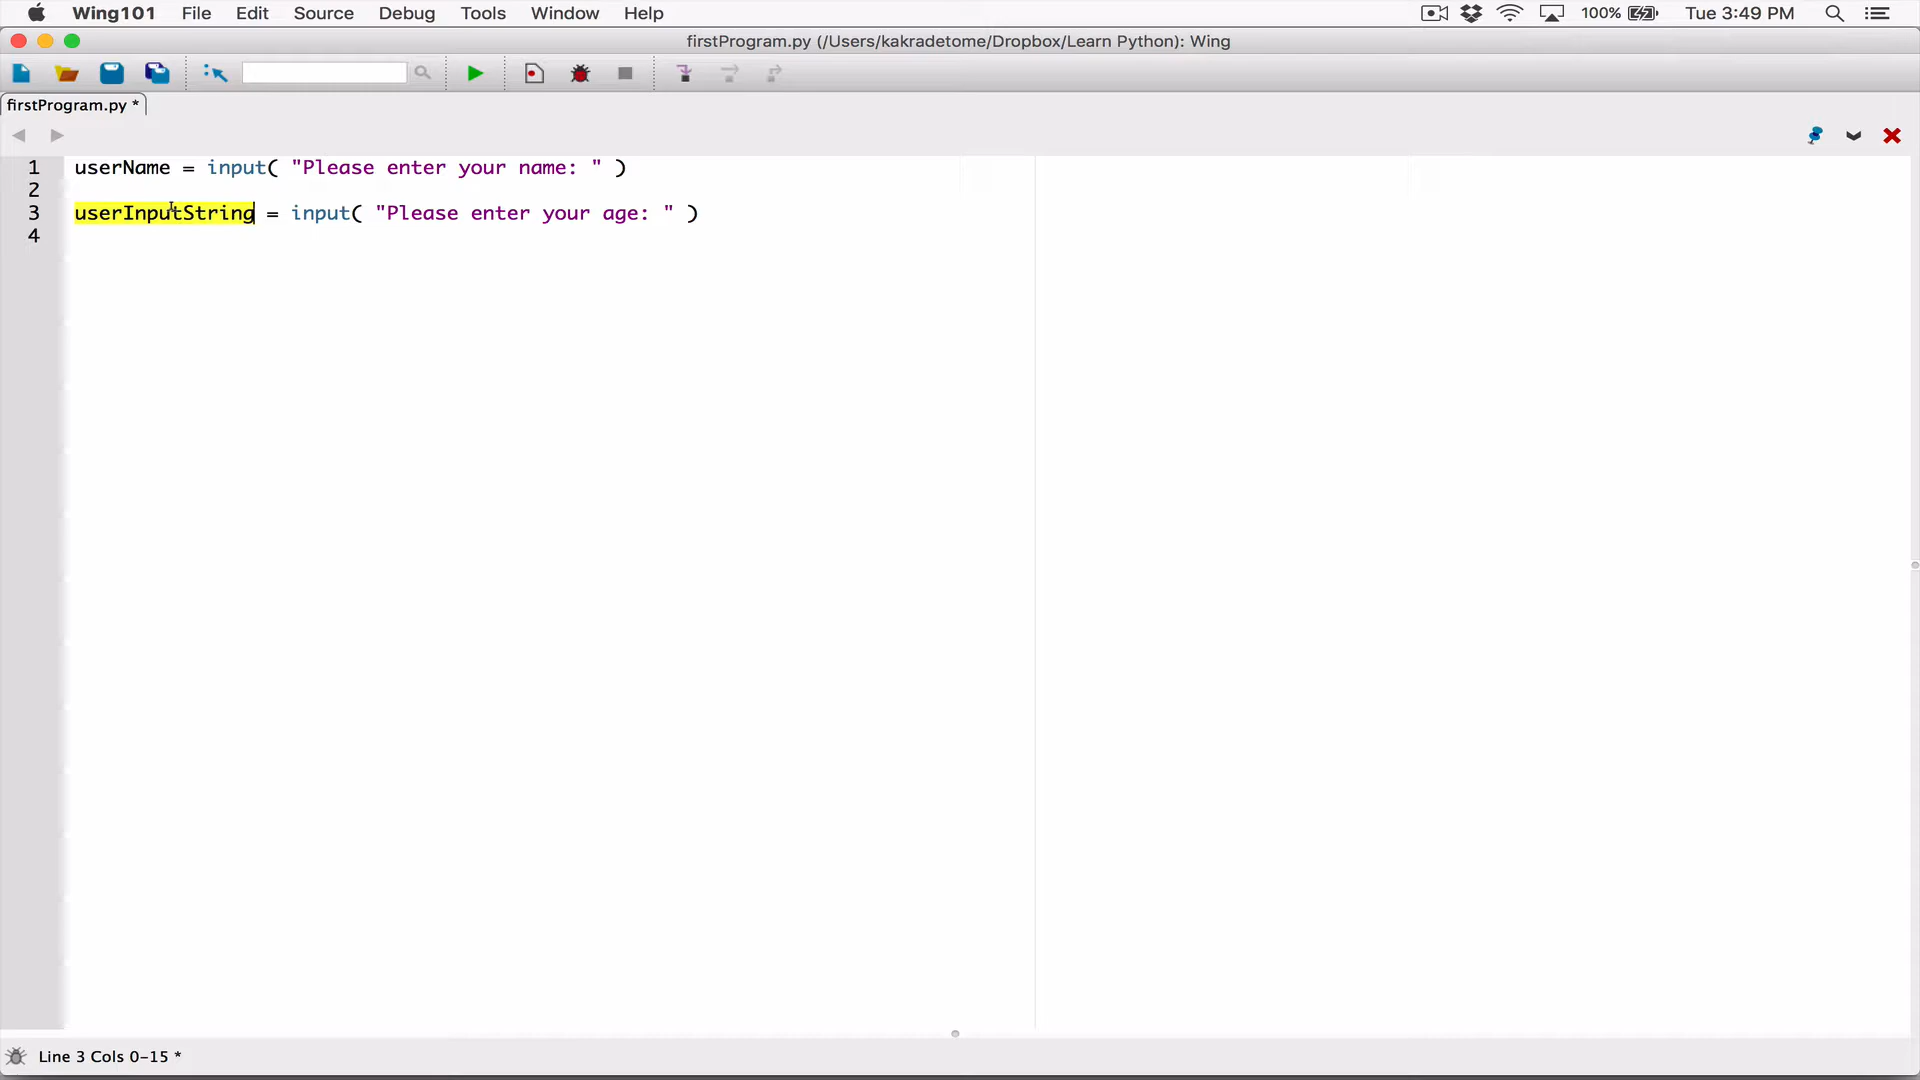 Wing101 File Edit Source Debug Tools Window Help 100% Tue 3:49 PM
firstProgram.py (/Users/kakradetome/Dropbox/Learn Python): Wing
firstProgram.py *
1 userName = input( "Please enter your name: " )
2
3 userInputString = input( "Please enter your age: " )
4
Line 3 Cols 0-15 *